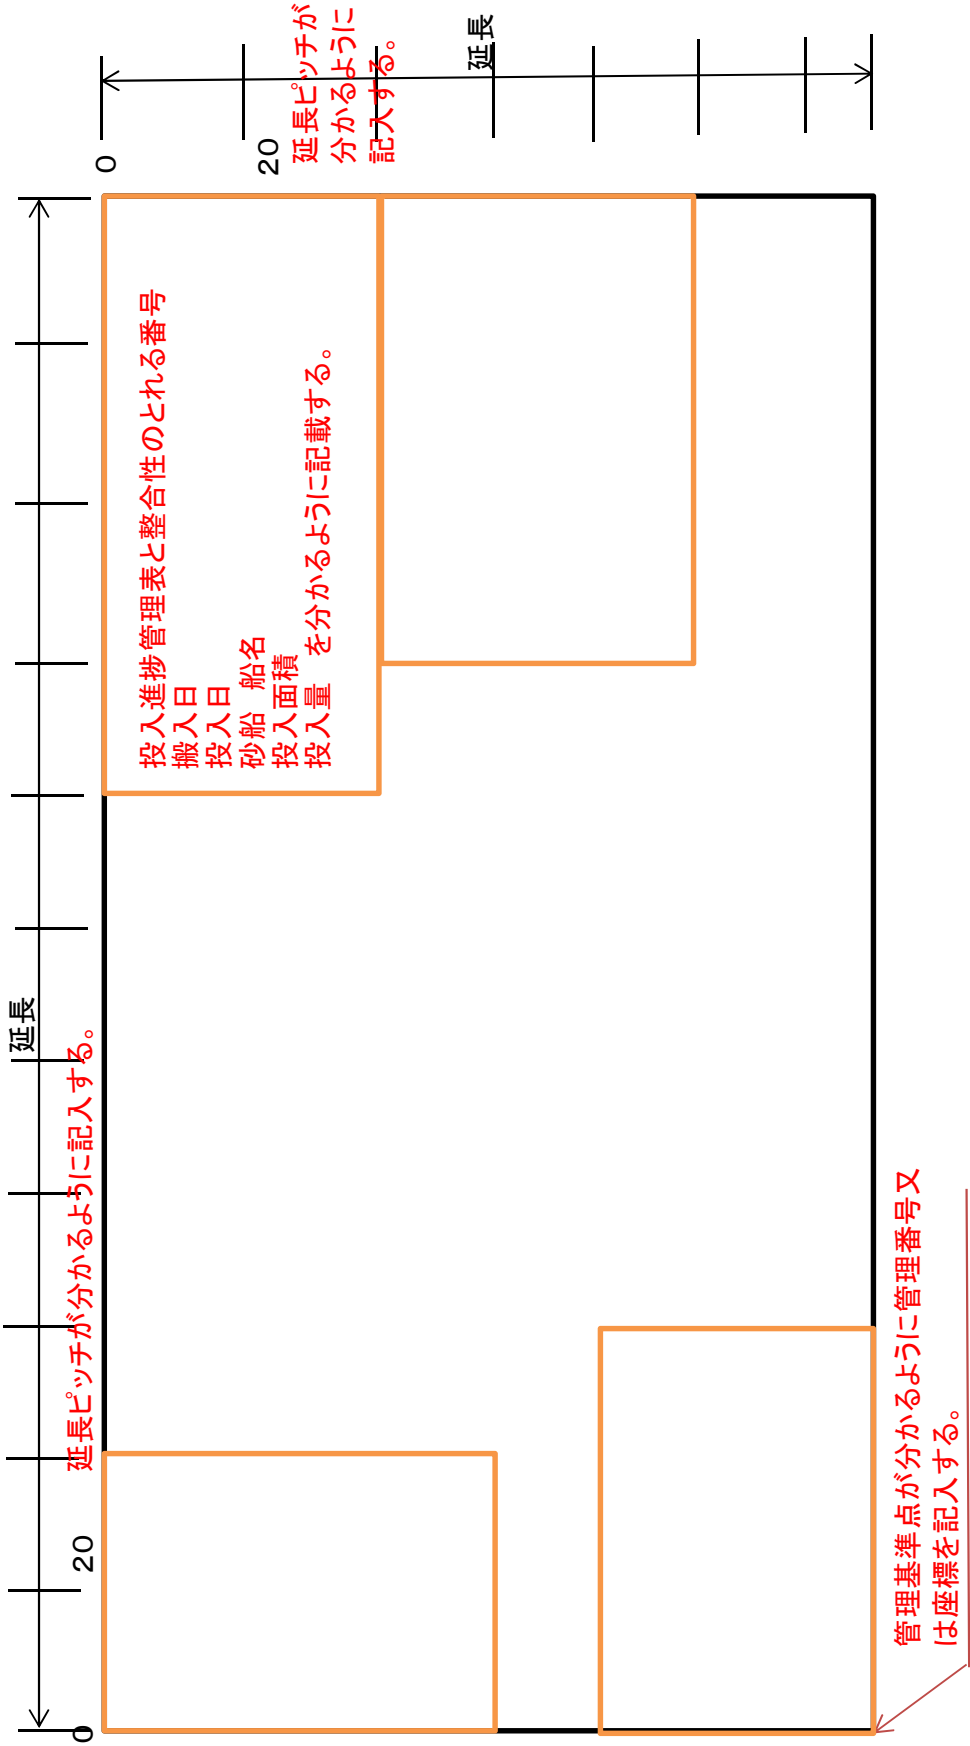 延長
延長ピッチが分かるように記入する。
0
20
投入進捗管理表と整合性のとれる番号
搬入日
投入日
砂船　船名
投入面積
投入量　を分かるように記載する。
延長
延長ピッチが
分かるように
記入する。
0
20
管理基準点が分かるように管理番号又
は座標を記入する。